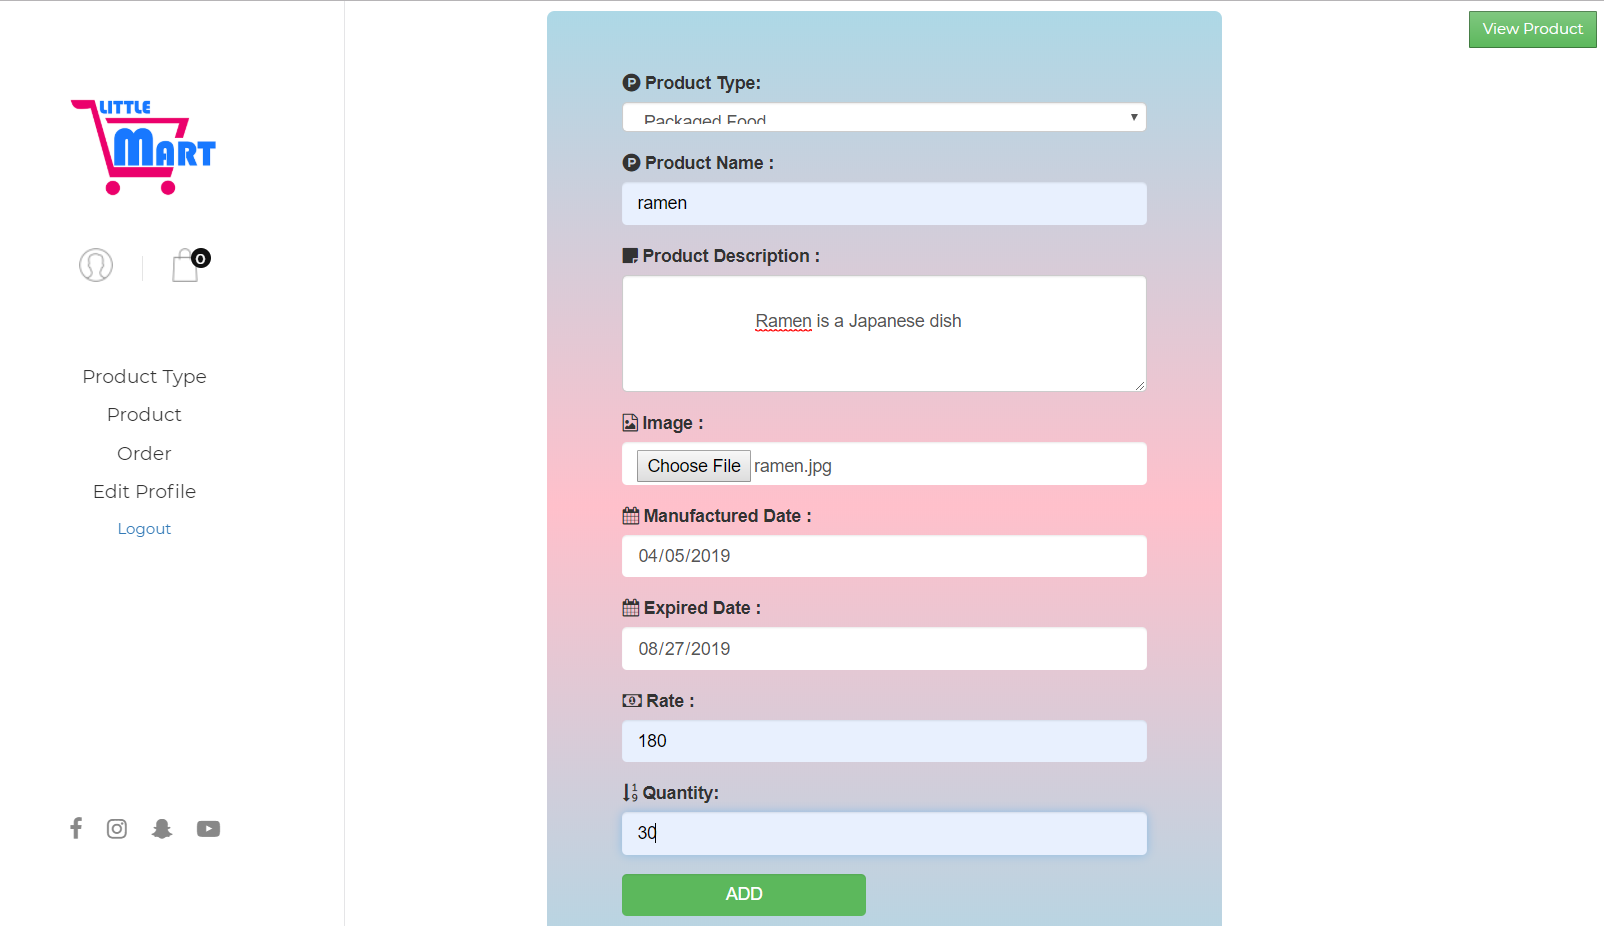 View Product
LITTLE
MART
0
Product Type
Product
Order
Edit Profile
Logout
Product Type:
Packaged Food
Product Name :
ramen
Product Description :
Ramen is a Japanese dish
Image :
Choose File ramen.jpg
Manufactured Date :
04/05/2019
Expired Date :
08/27/2019
Rate :
180
Quantity:
30
ADD